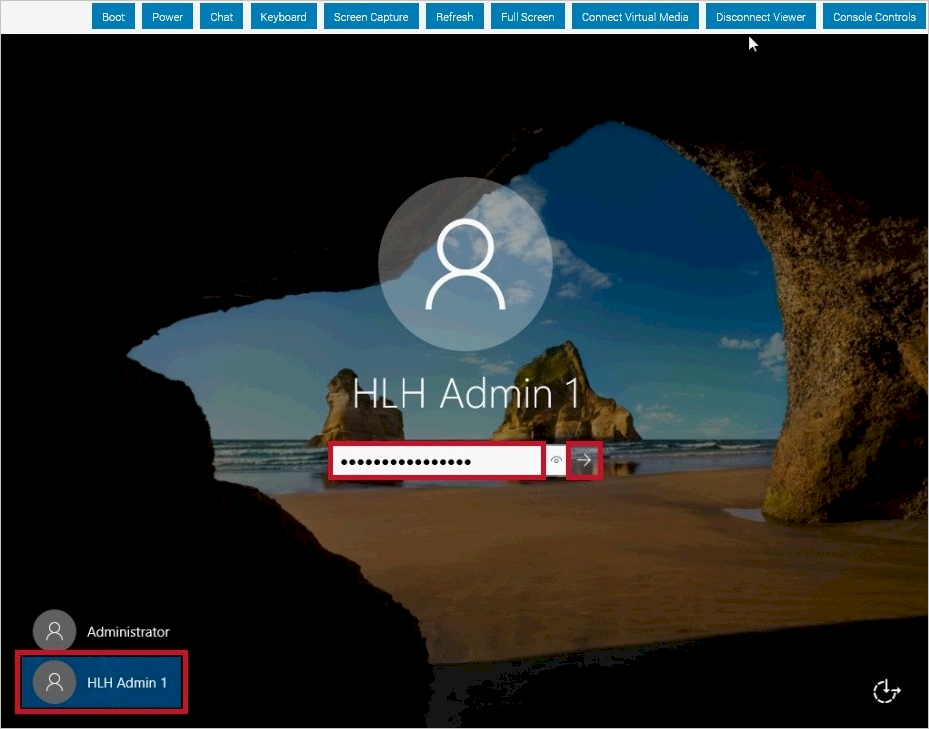 Boot Power Chat Keyboard Screen Capture Refresh Full Screen Connect Virtual Media Disconnect Viewer Console Controls
HLH Admin 1
Administrator
HLH Admin 1